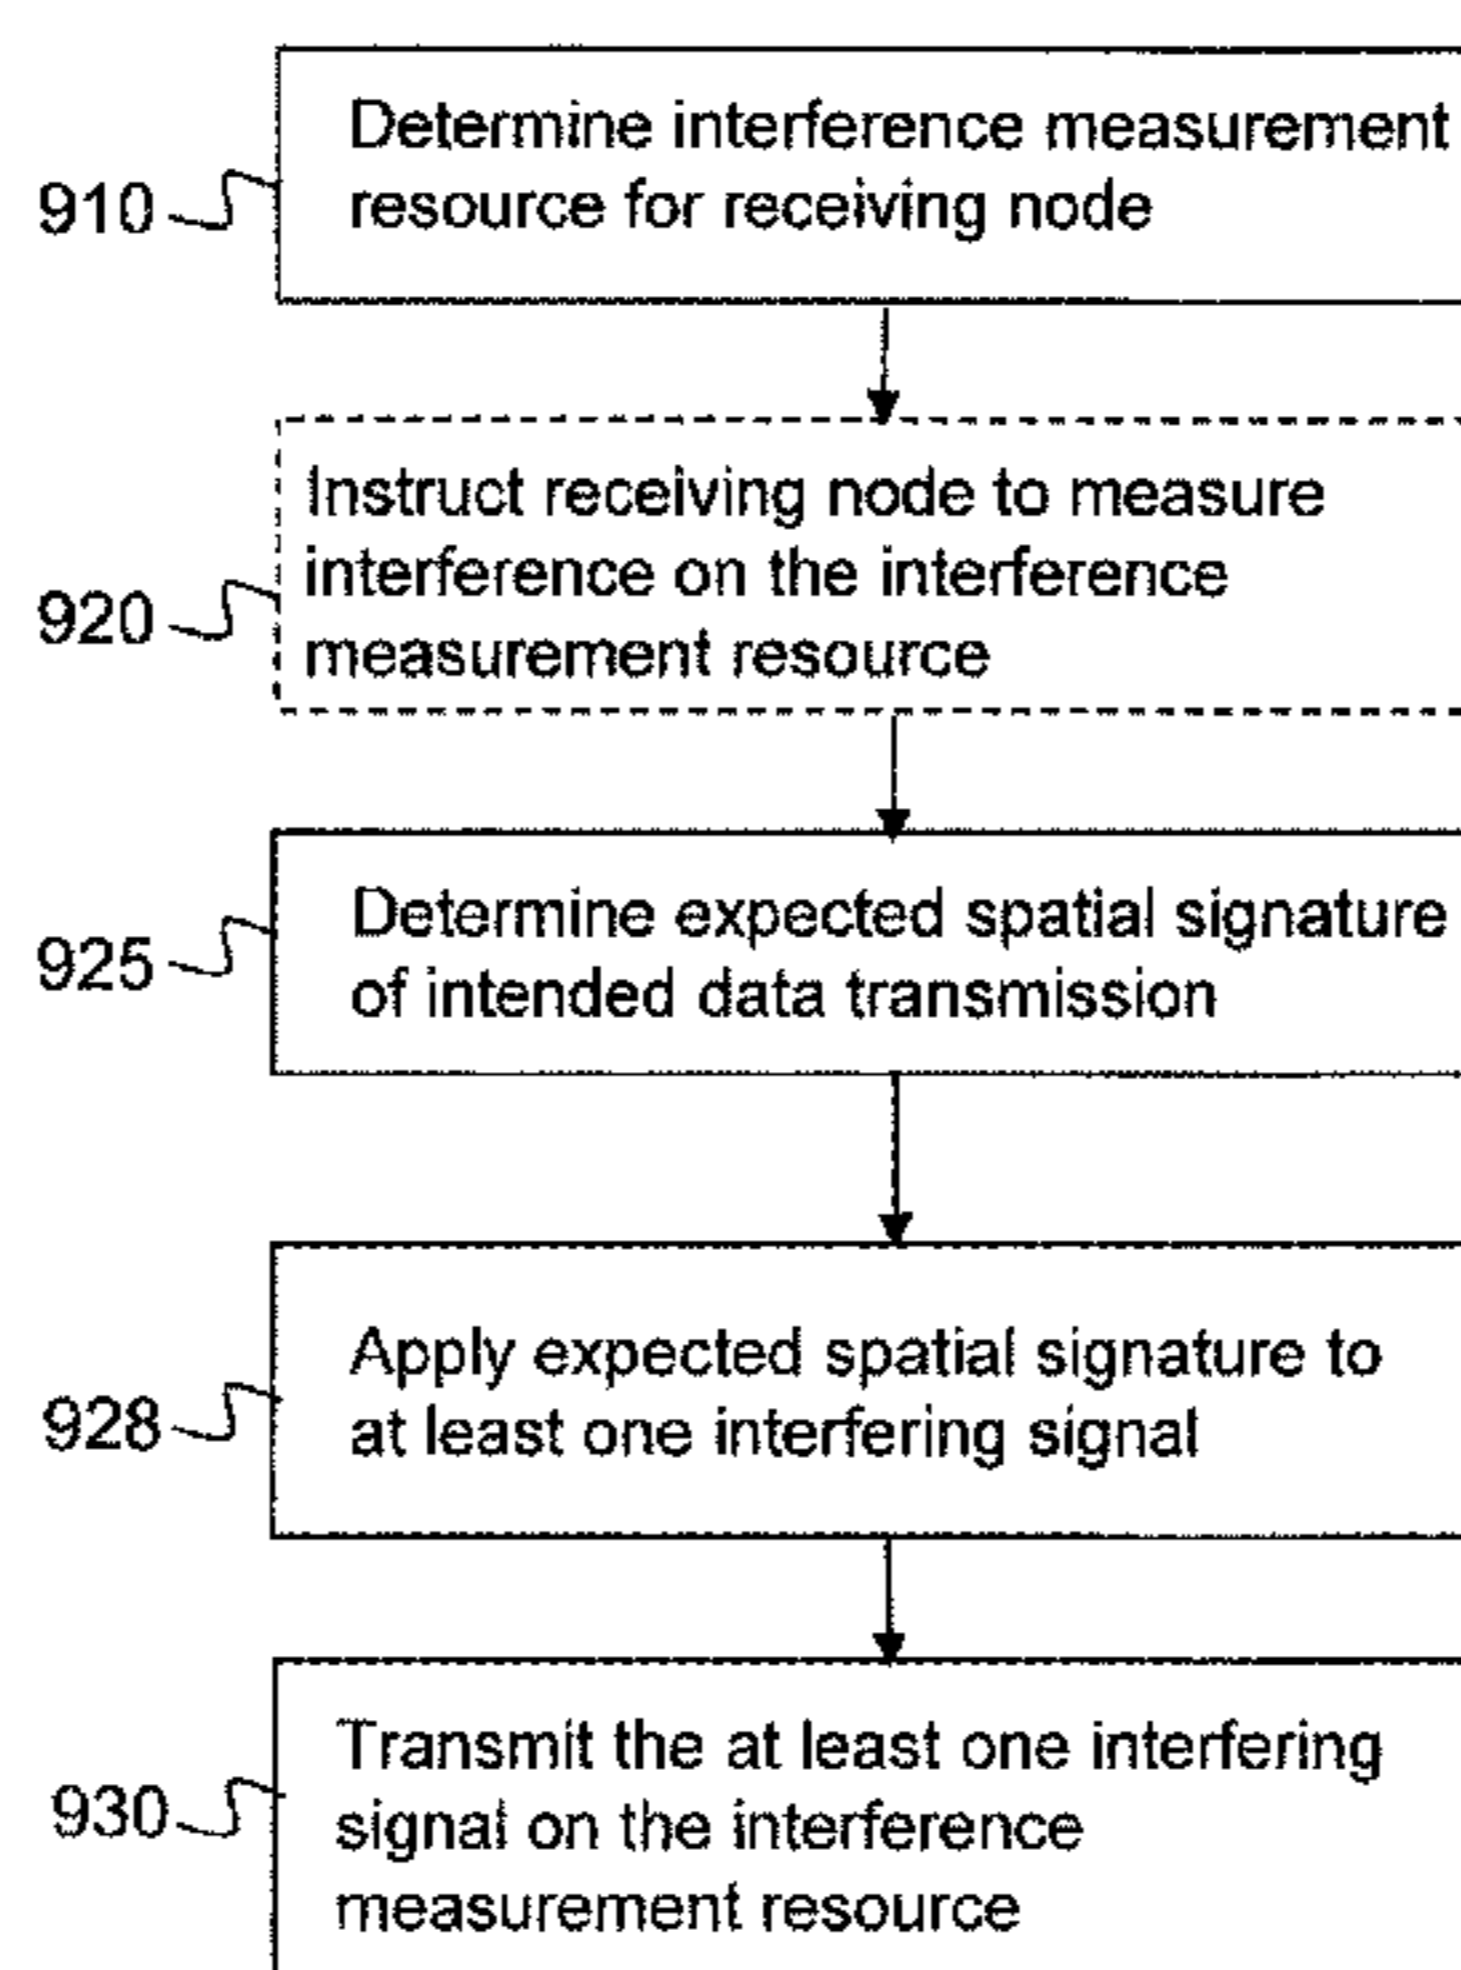 Determine interference measurement
resource for receiving node
910
Instruct receiving node to measure
interference on the interference
measurement resource
920
Determine expected spatial signature
of intended data transmission
925
Apply expected spatial signature to
at least one interfering signal
928
Transmit the at least one interfering
signal on the interference
measurement resource
930